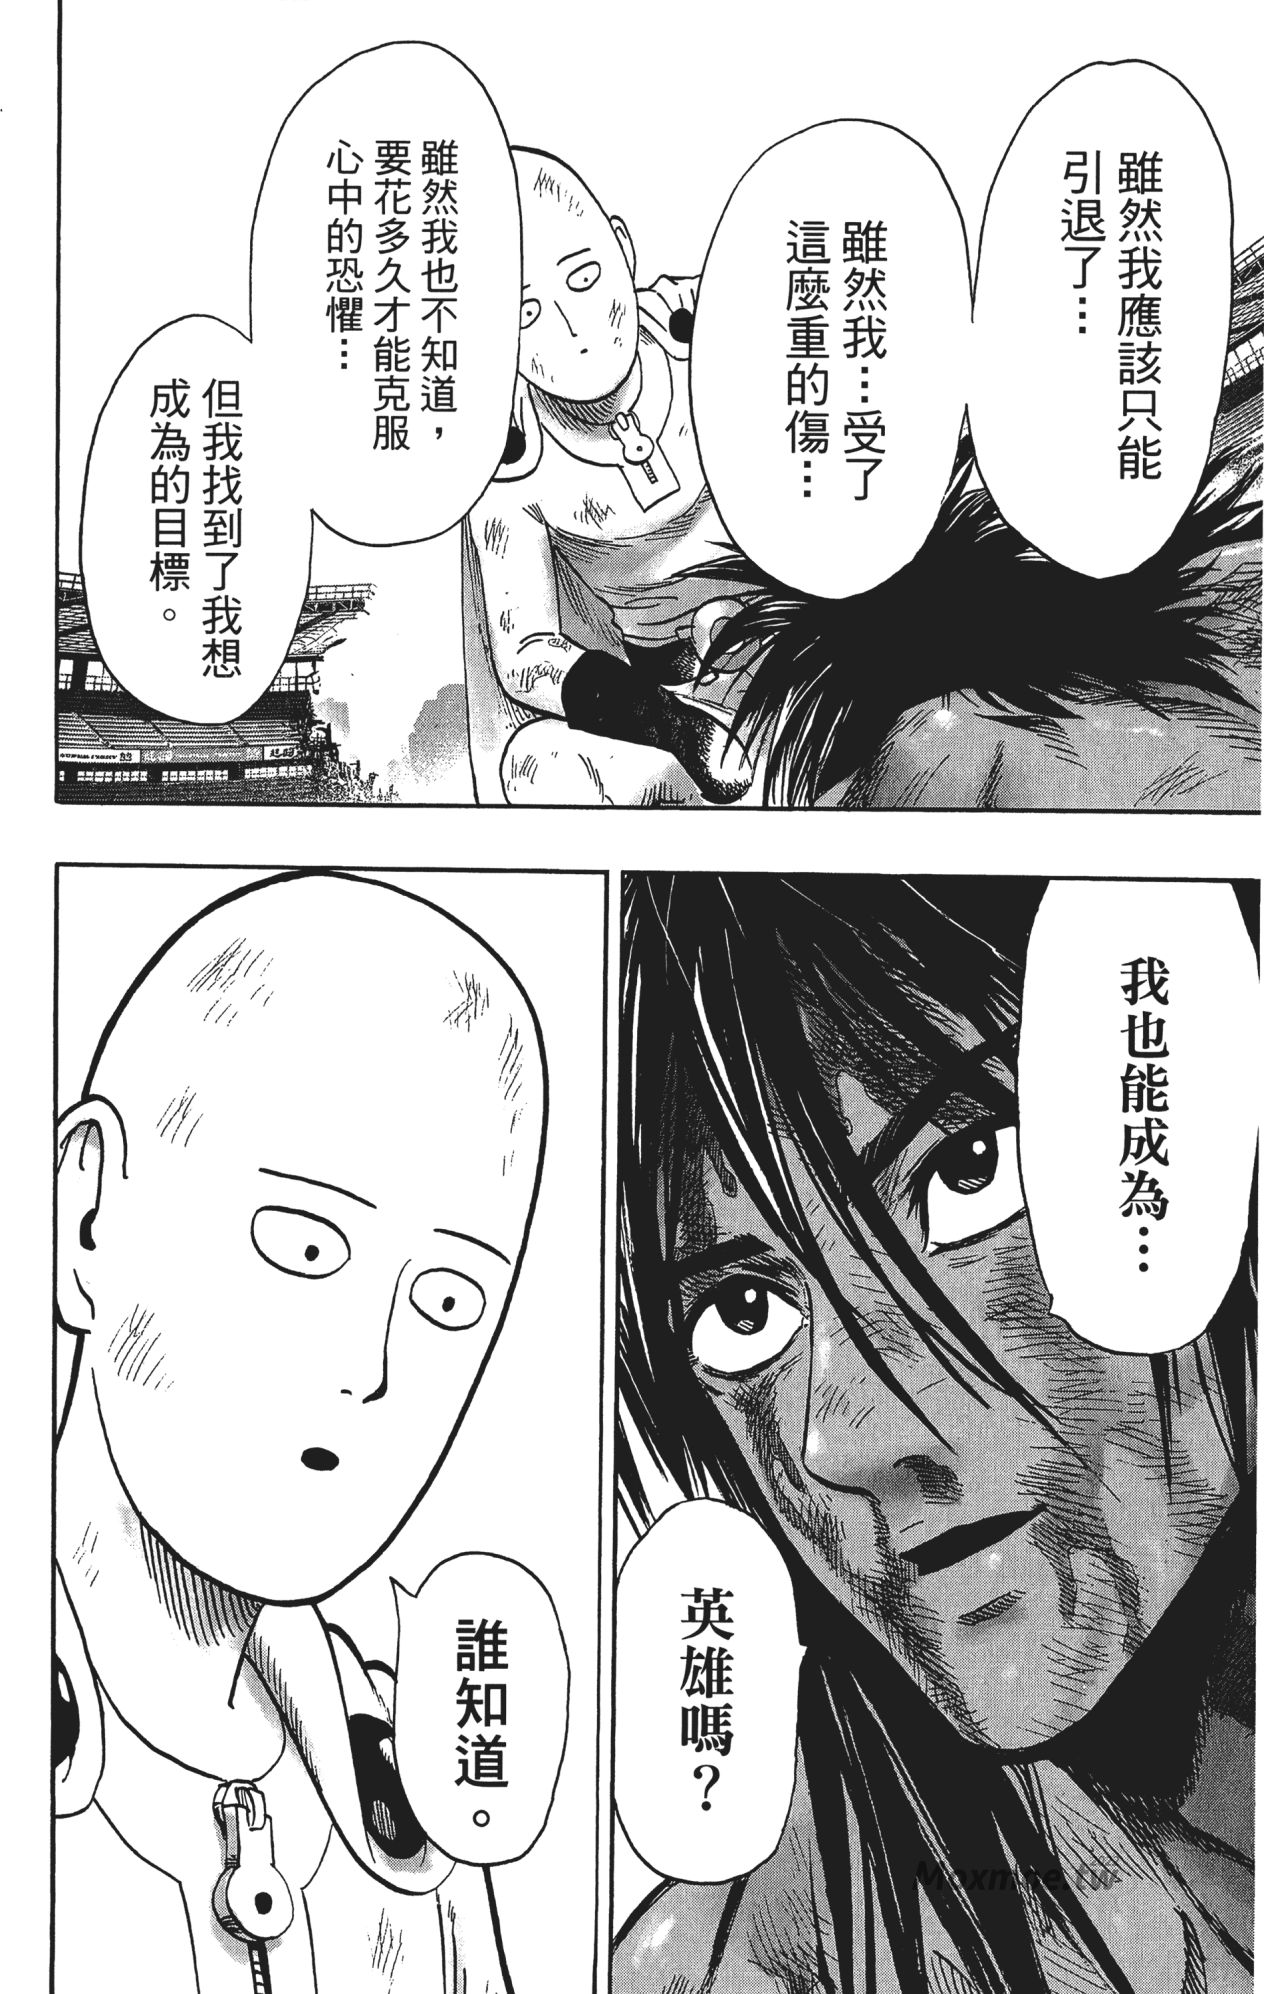 雖然我應該只能
引退了…
雖然我…受了
這麼重的傷…
雖然我也不知道，
要花多久才能克服
心中的恐懼…
但我找到了我想
成為的目標。
我也能成為…
英雄嗎？
誰知道。
Moxmoe.tw